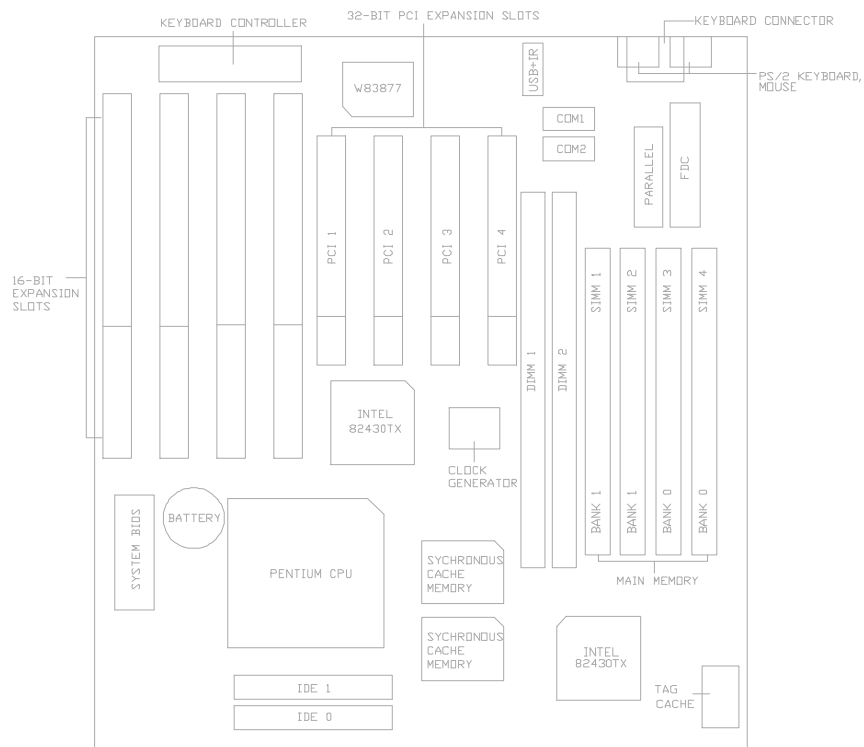 32-BIT PCI EXPANSION SLOTS
KEYBOARD CONTROLLER
KEYBOARD CONNECTOR
USB+IR
PS/2 KEYBOARD,
MOUSE
W83877
COM1
COM2
PARALLEL
FDC
PCI 1
PCI 2
PCI 3
PCI 4
16-BIT
EXPANSION
SLOTS
SIMM 1
SIMM 2
SIMM 3
SIMM 4
DIMM 1
DIMM 2
INTEL
82430TX
CLOCK
GENERATOR
BANK 1
BANK 1
BANK 0
BANK 0
SYSTEM BIOS
BATTERY
PENTIUM CPU
SYCHRONOUS
CACHE
MEMORY
MAIN MEMORY
SYCHRONOUS
CACHE
MEMORY
INTEL
82430TX
IDE 1
IDE 0
TAG
CACHE